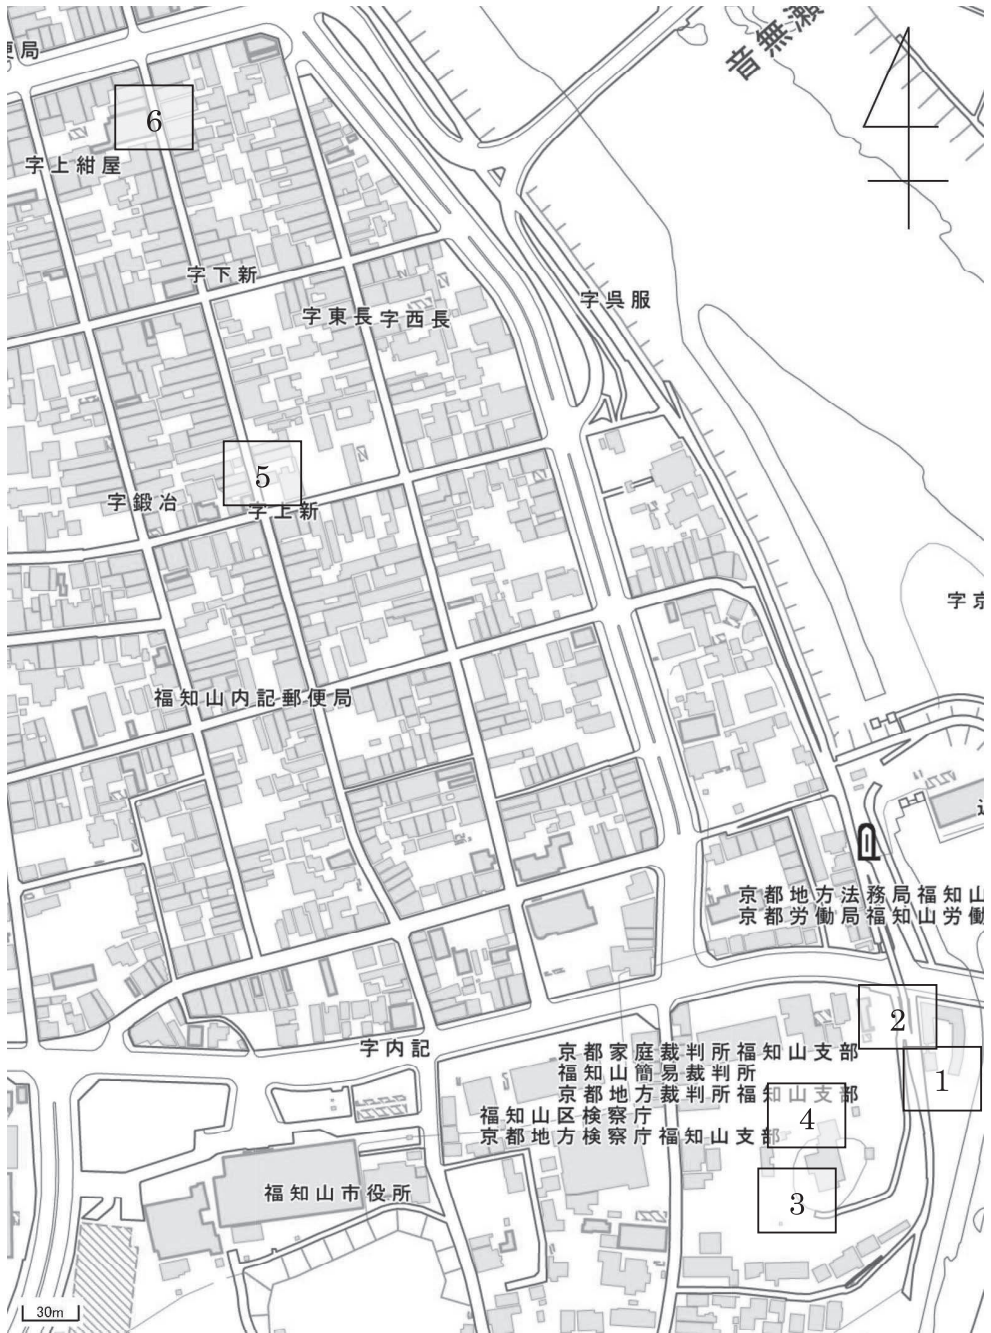 音無瀬
便局
6
字上紺屋
字下新
字呉服
字東長字西長
5
字鍛冶
字上新
字京
福知山内記郵便局
京都地方法務局福知山
京都労働局福知山労働
2
字内記
京都家庭裁判所福知山支部
福知山簡易裁判所
1
京都地方裁判所福知山支部
4
福知山区検察庁
京都地方検察庁福知山支部
福知山市役所
3
30m